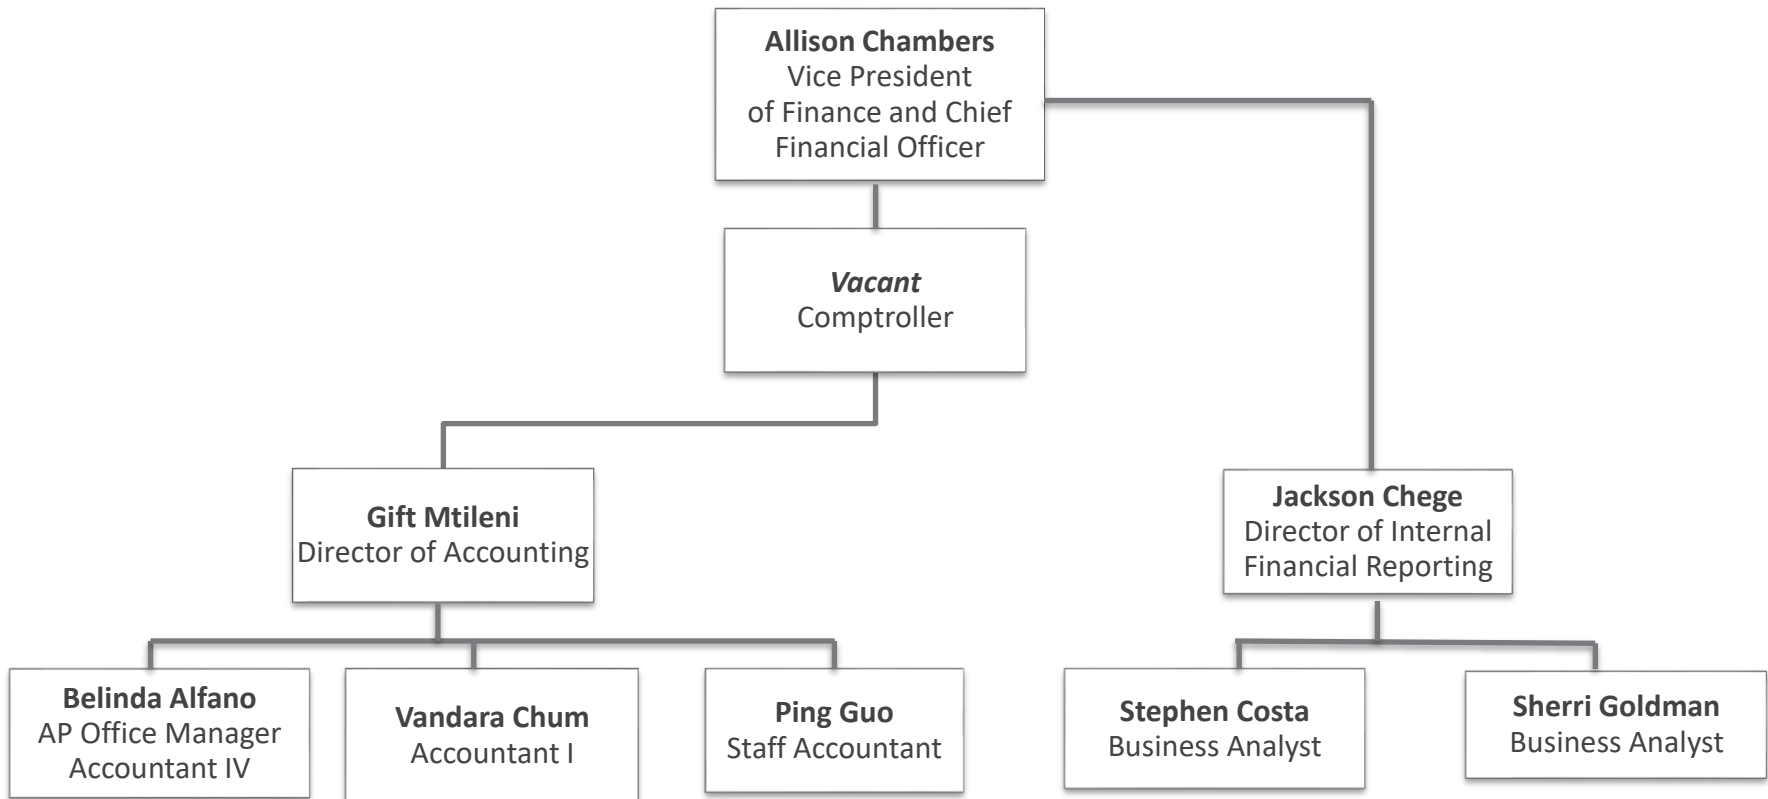 Allison Chambers
Vice President
of Finance and Chief
Financial Officer
Vacant
Comptroller
Gift Mtileni
Director of Accounting
Jackson Chege
Director of Internal
Financial Reporting
Belinda Alfano
AP Office Manager
Accountant IV
Vandara Chum
Accountant I
Ping Guo
Staff Accountant
Stephen Costa
Business Analyst
Sherri Goldman
Business Analyst